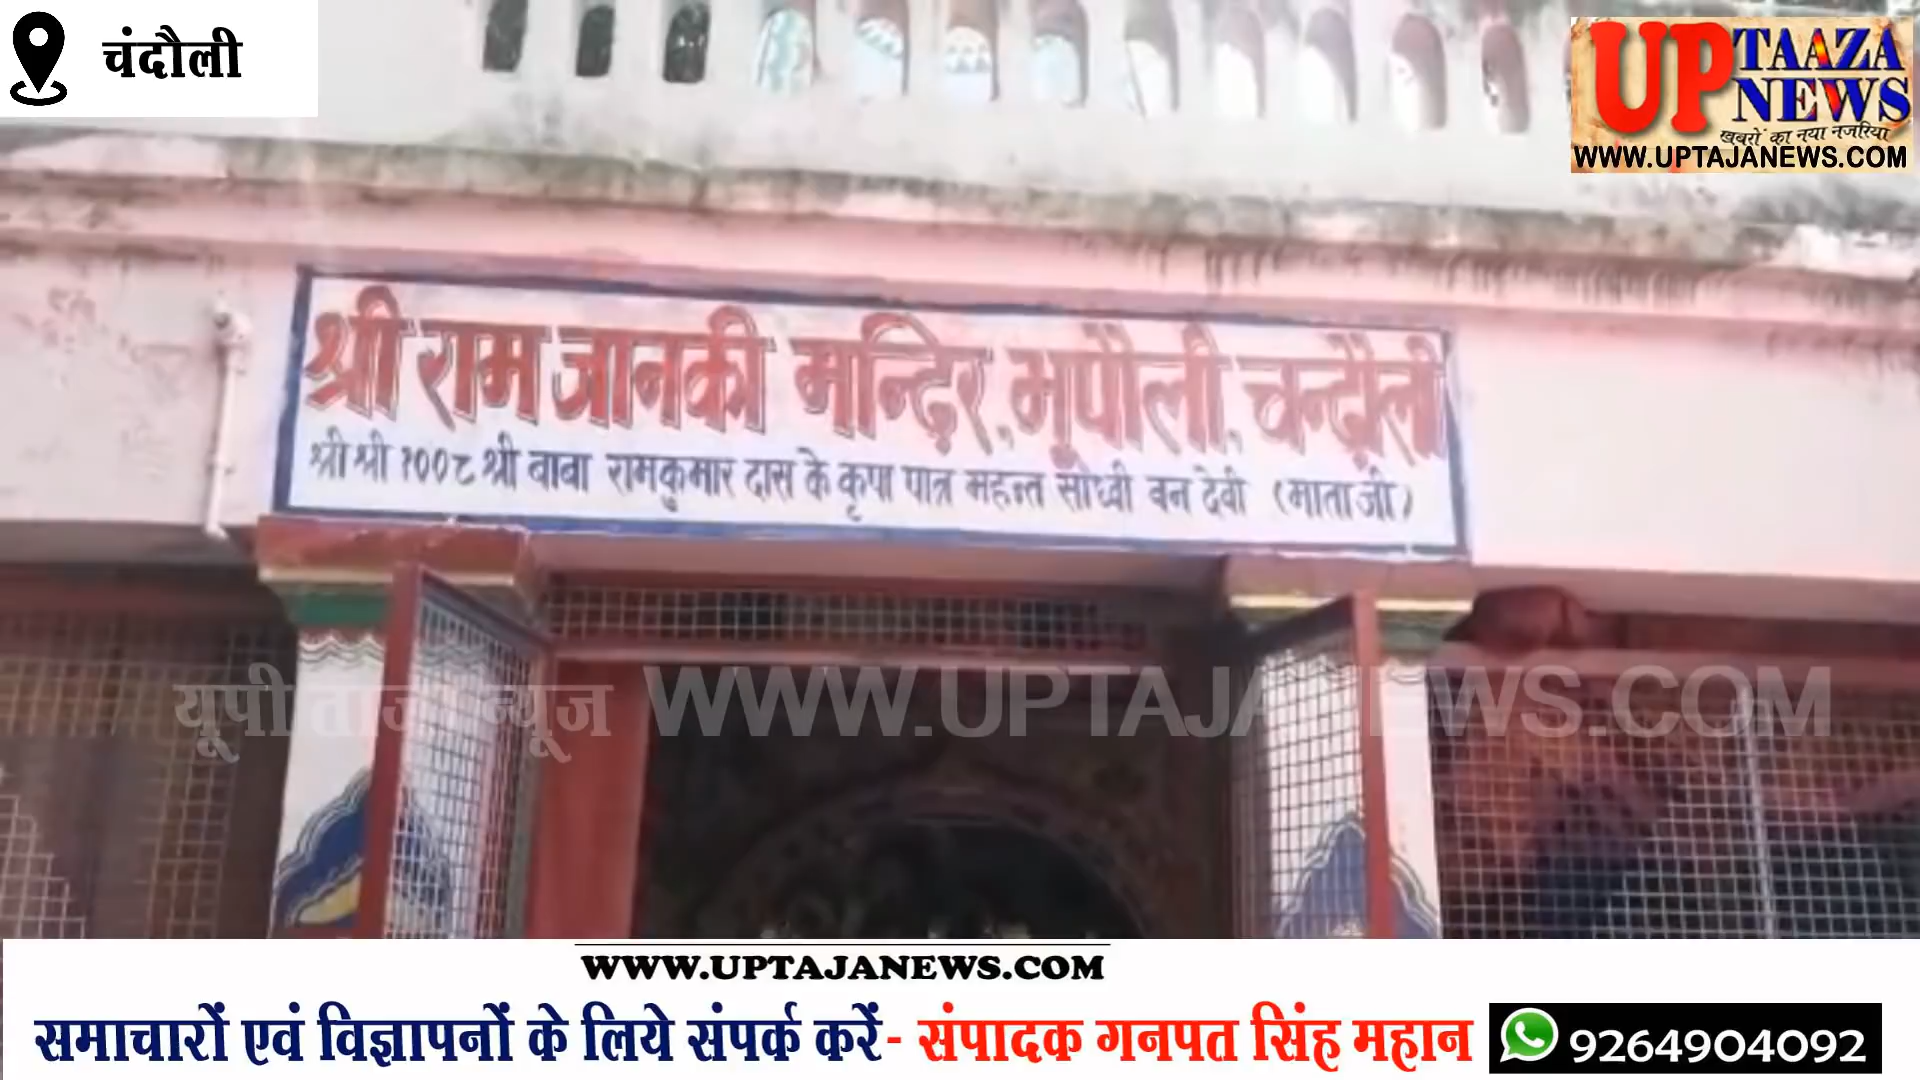 चंदौली
UP TAAZA NEWS
खबरों का नया नजरिया
WWW.UPTAJANEWS.COM
श्री राम जानकी मन्दिर, भुपौली, चन्दौली
श्री श्री १००८ श्री बाबा रामकुमार दास के कृपा पात्र महन्त साध्वी वन देवी (माता जी)
यूपी ताजा न्यूज WWW.UPTAJANEWS.COM
WWW.UPTAJANEWS.COM
समाचारों एवं विज्ञापनों के लिये संपर्क करें- संपादक गनपत सिंह महान 9264904092